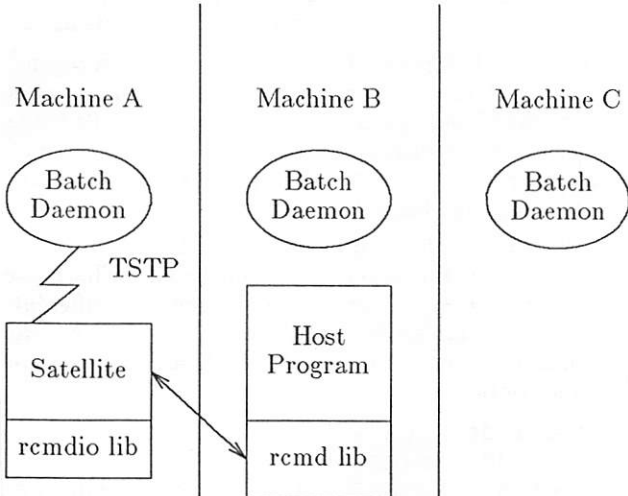 Machine A
Machine B
Machine C
Batch
Daemon
Batch
Daemon
Batch
Daemon
TSTP
Satellite
rcmdio lib
Host
Program
rcmd lib